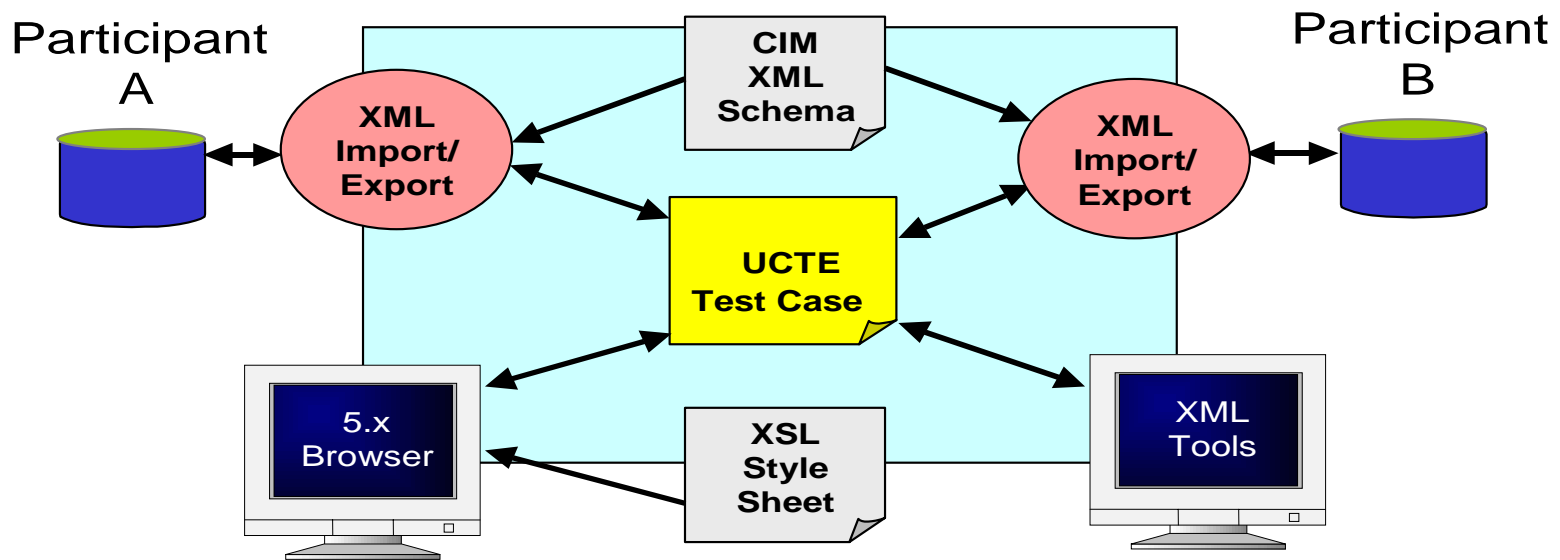 Participant
A
XML
Import/
Export
CIM
XML
Schema
XML
Import/
Export
Participant
B
UCTE
Test Case
5.x
Browser
XSL
Style
Sheet
XML
Tools